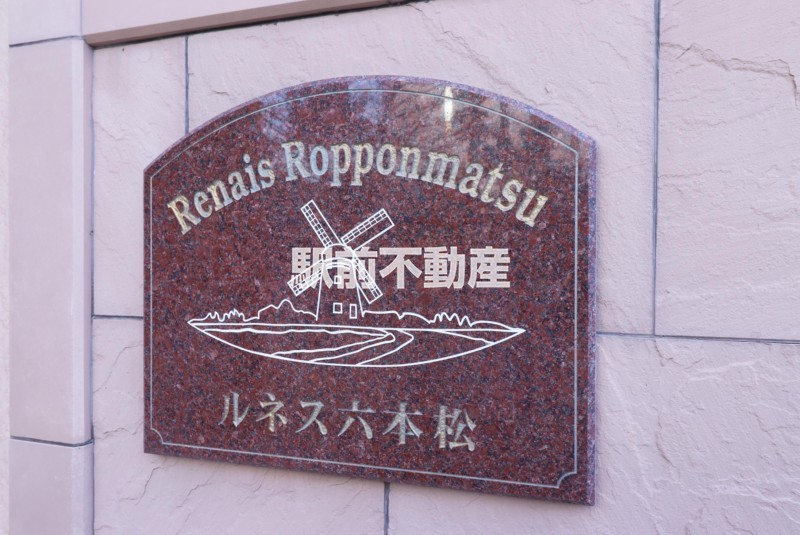 Renais Ropponmatsu
駅前不動産
ルネス六本松